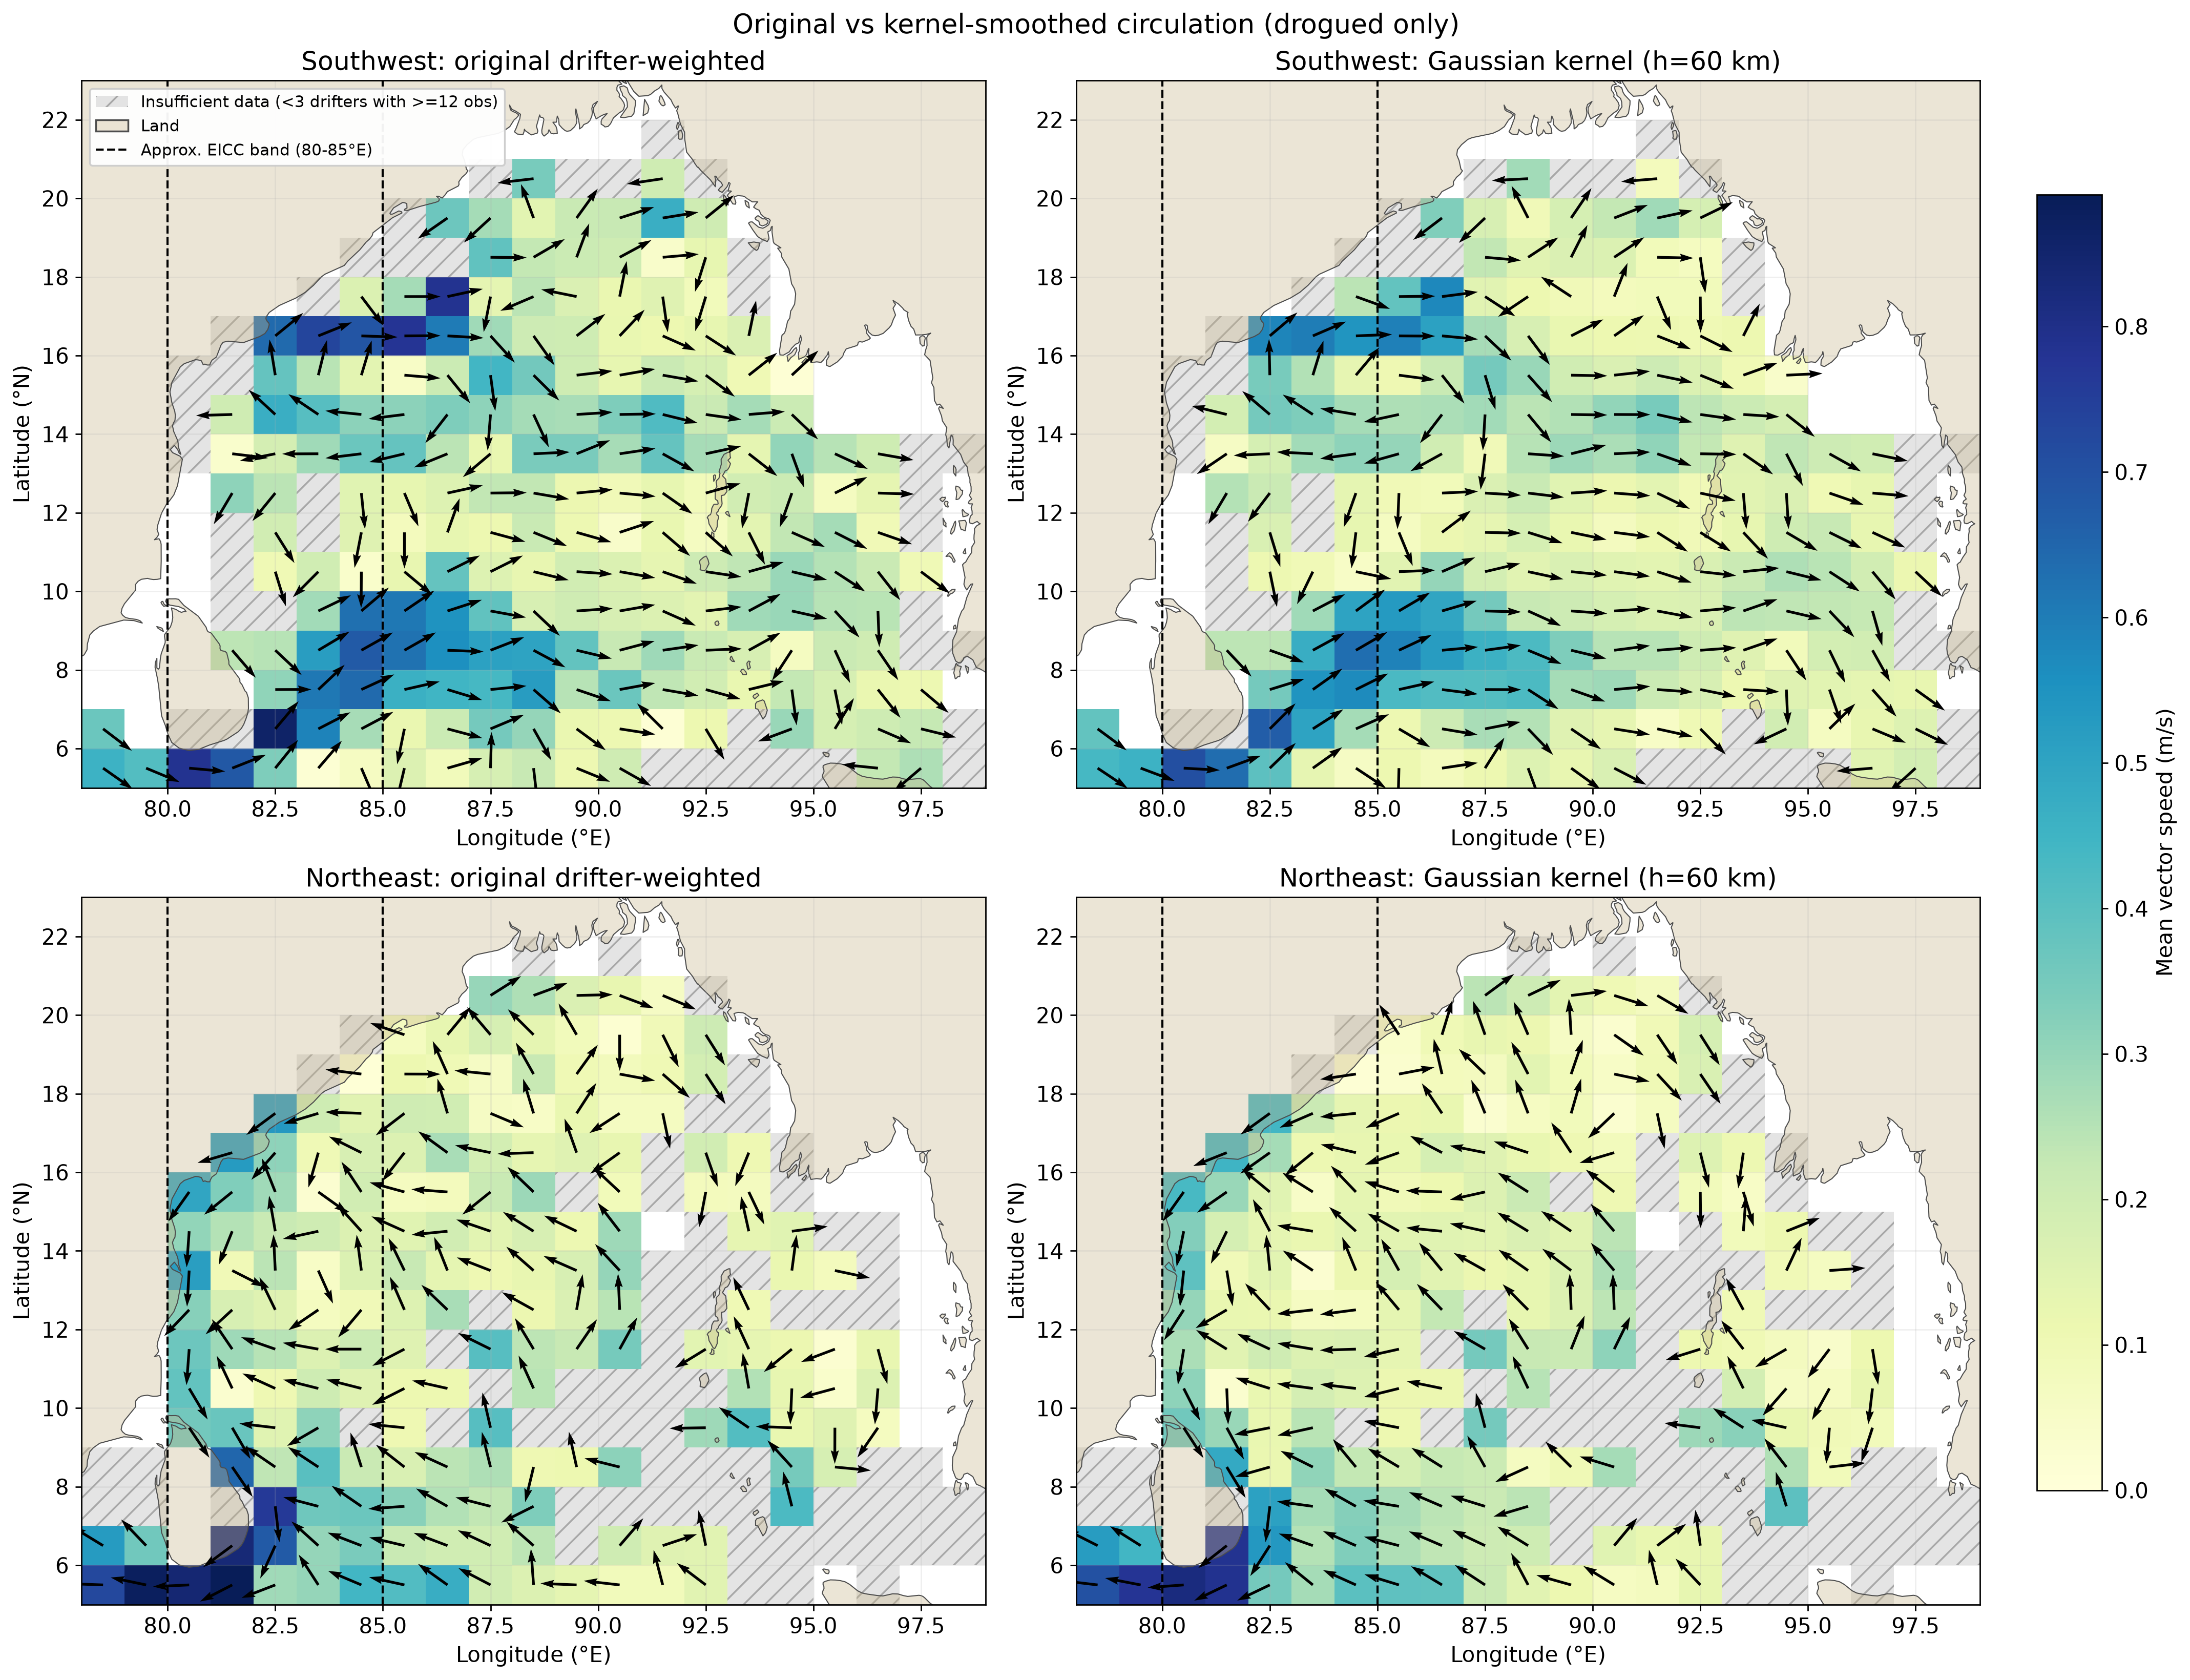 Original vs kernel-smoothed circulation (drogued only)
Southwest: original drifter-weighted
Insufficient data (<3 drifters with >=12 obs)
Land
Approx. EICC band (80-85°E)
22
20
18
16
14
12
10
8
6
Latitude (°N)
80.0 82.5 85.0 87.5 90.0 92.5 95.0 97.5
Longitude (°E)
Southwest: Gaussian kernel (h=60 km)
22
20
18
16
14
12
10
8
6
Latitude (°N)
80.0 82.5 85.0 87.5 90.0 92.5 95.0 97.5
Longitude (°E)
Northeast: original drifter-weighted
22
20
18
16
14
12
10
8
6
Latitude (°N)
80.0 82.5 85.0 87.5 90.0 92.5 95.0 97.5
Longitude (°E)
Northeast: Gaussian kernel (h=60 km)
22
20
18
16
14
12
10
8
6
Latitude (°N)
80.0 82.5 85.0 87.5 90.0 92.5 95.0 97.5
Longitude (°E)
0.8
0.7
0.6
0.5
0.4
0.3
0.2
0.1
0.0
Mean vector speed (m/s)